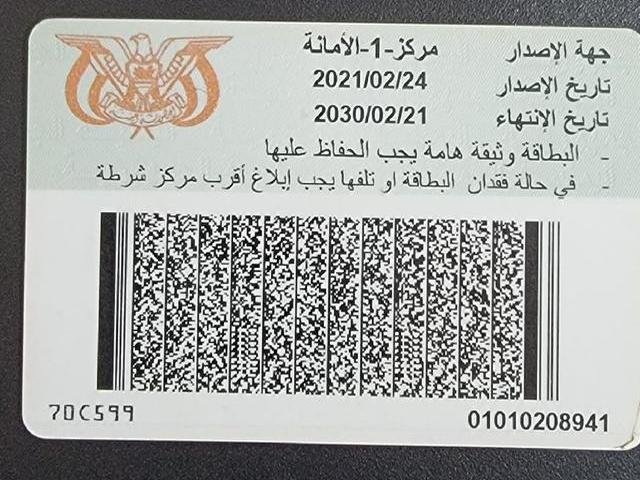 جهة الإصدار مركز-1-الأمانة
تاريخ الإصدار 2021/02/24
تاريخ الإنتهاء 2030/02/21
- البطاقة وثيقة هامة يجب الحفاظ عليها
- في حالة فقدان البطاقة او تلفها يجب إبلاغ أقرب مركز شرطة
70C599
01010208941